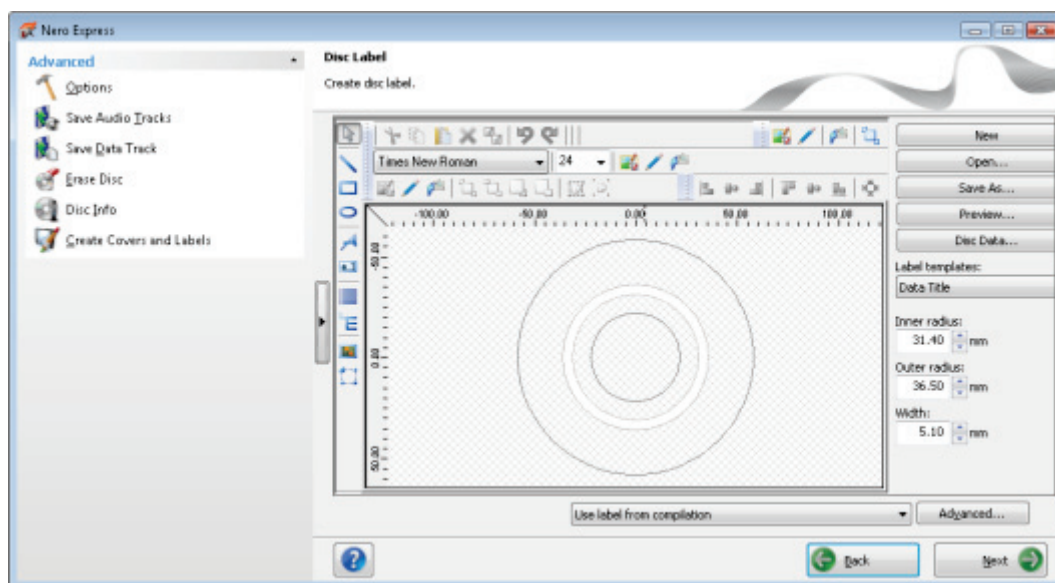 Nero Express
Advanced
Options
Save Audio Tracks
Save Data Track
Erase Disc
Disc Info
Create Covers and Labels
Disc Label
Create disc label.
Times New Roman 24
-100.00 -50.00 0.00 50.00 100.00
-50.00
0.00
50.00
New
Open...
Save As...
Preview...
Disc Data...
Label templates:
Data Title
Inner radius:
31.40 mm
Outer radius:
36.50 mm
Width:
5.10 mm
Use label from compilation
Advanced...
Back
Next